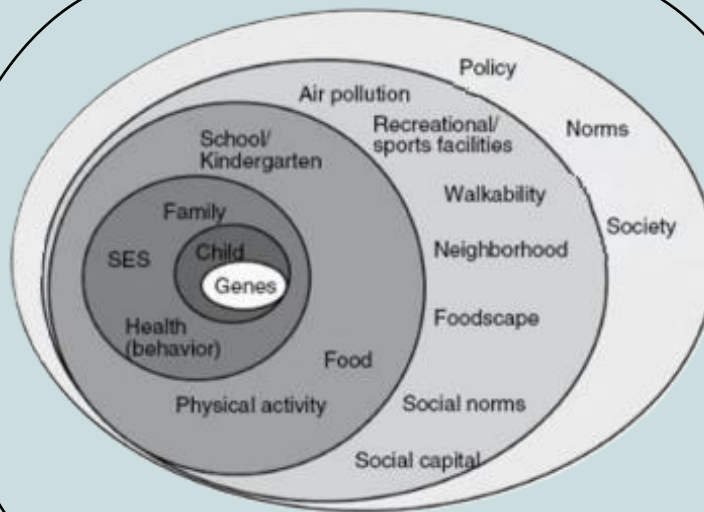 Policy
Air pollution
Recreational/
sports facilities
Norms
School/
Kindergarten
Walkability
Family
Society
Child
Neighborhood
SES
Genes
Foodscape
Health
(behavior)
Food
Physical activity
Social norms
Social capital